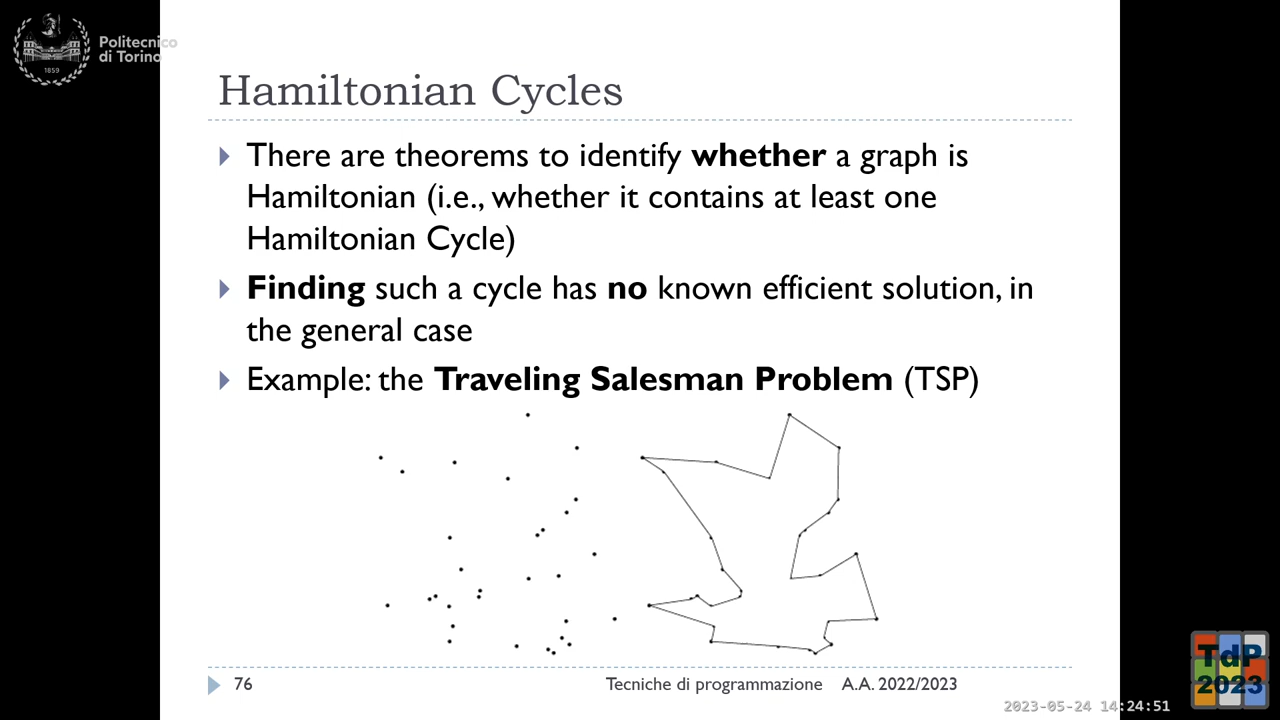 Politecnico
di Torino
1859
Hamiltonian Cycles
There are theorems to identify whether a graph is
Hamiltonian (i.e., whether it contains at least one
Hamiltonian Cycle)
Finding such a cycle has no known efficient solution, in
the general case
Example: the Traveling Salesman Problem (TSP)
76
Tecniche di programmazione A.A. 2022/2023
TdP
2023
2023-05-24 14:24:51